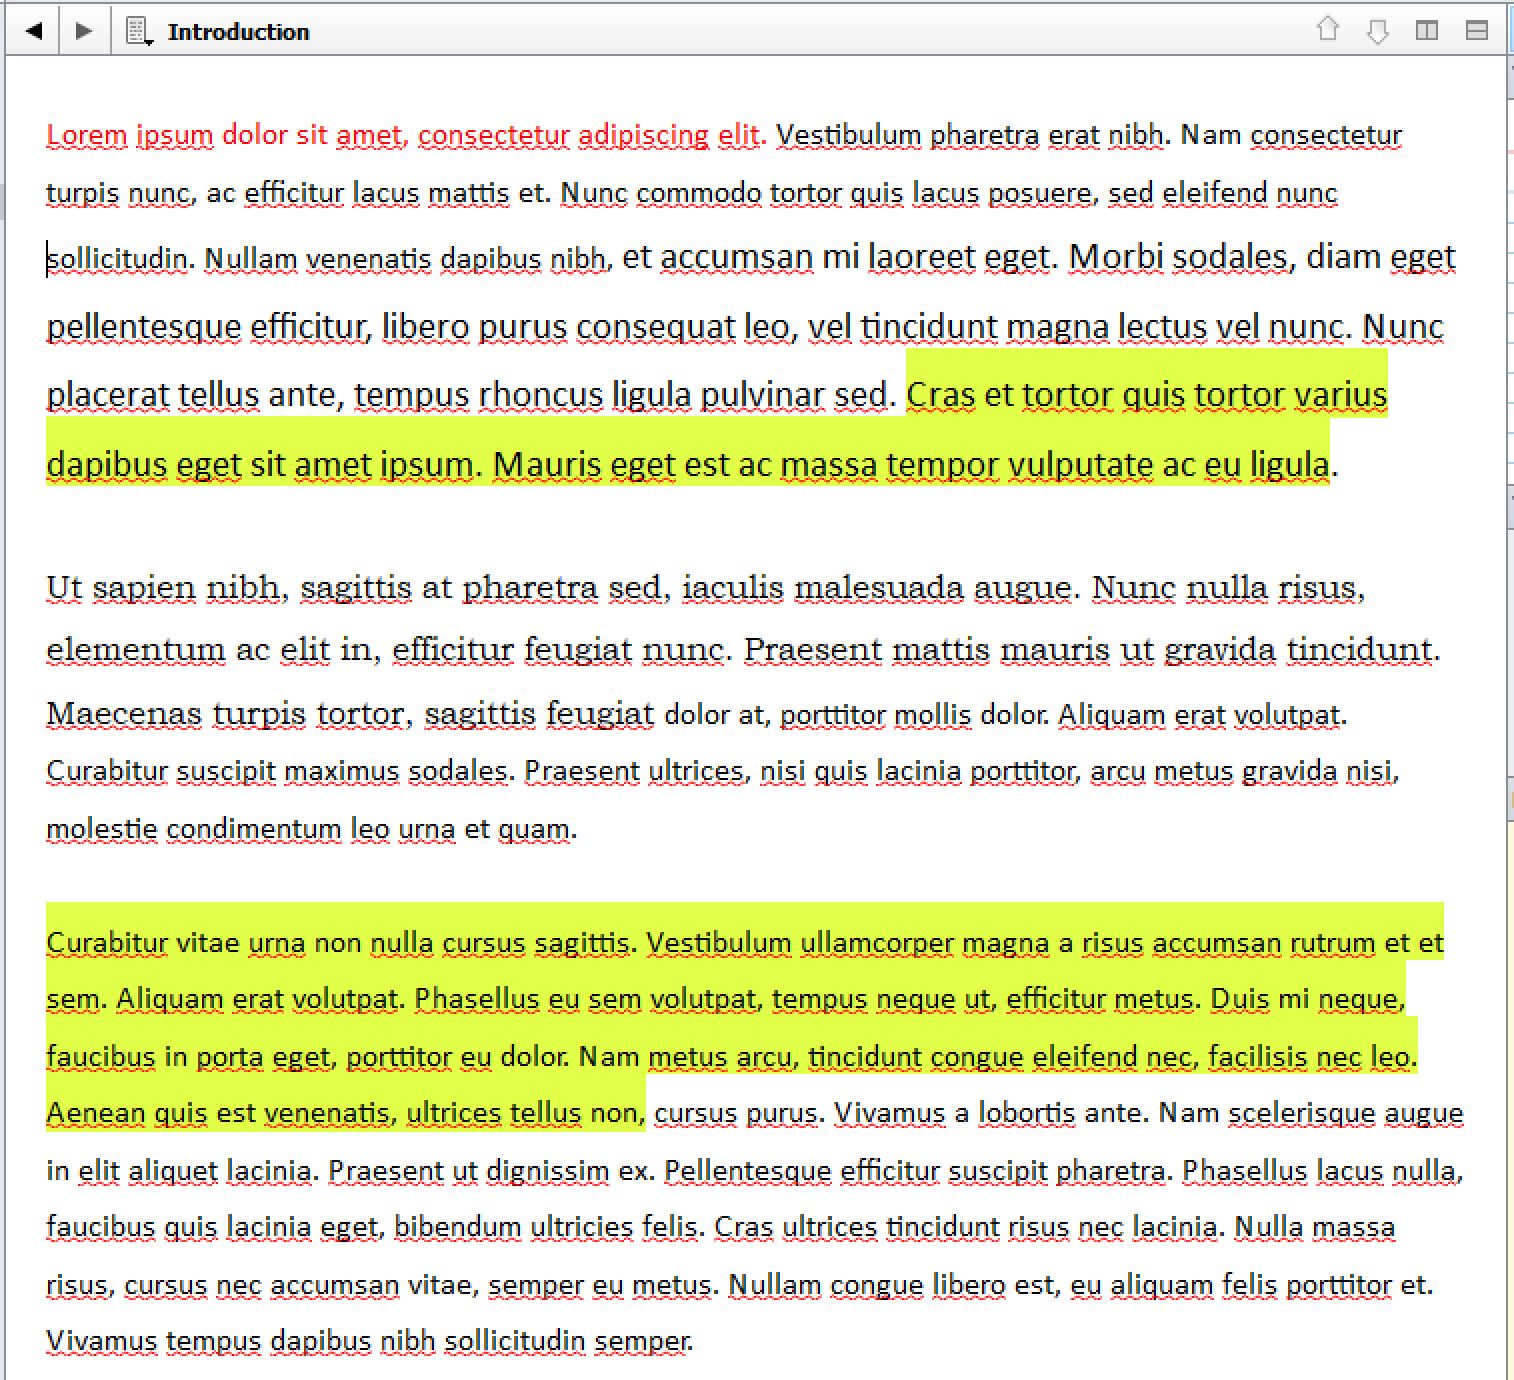 Introduction
Lorem ipsum dolor sit amet, consectetur adipiscing elit. Vestibulum pharetra erat nibh. Nam consectetur
turpis nunc, ac efficitur lacus mattis et. Nunc commodo tortor quis lacus posuere, sed eleifend nunc
sollicitudin. Nullam venenatis dapibus nibh, et accumsan mi laoreet eget. Morbi sodales, diam eget
pellentesque efficitur, libero purus consequat leo, vel tincidunt magna lectus vel nunc. Nunc
placerat tellus ante, tempus rhoncus ligula pulvinar sed. Cras et tortor quis tortor varius
dapibus eget sit amet ipsum. Mauris eget est ac massa tempor vulputate ac eu ligula.
Ut sapien nibh, sagittis at pharetra sed, iaculis malesuada augue. Nunc nulla risus,
elementum ac elit in, efficitur feugiat nunc. Praesent mattis mauris ut gravida tincidunt.
Maecenas turpis tortor, sagittis feugiat dolor at, porttitor mollis dolor. Aliquam erat volutpat.
Curabitur suscipit maximus sodales. Praesent ultrices, nisi quis lacinia porttitor, arcu metus gravida nisi,
molestie condimentum leo urna et quam.
Curabitur vitae urna non nulla cursus sagittis. Vestibulum ullamcorper magna a risus accumsan rutrum et et
sem. Aliquam erat volutpat. Phasellus eu sem volutpat, tempus neque ut, efficitur metus. Duis mi neque,
faucibus in porta eget, porttitor eu dolor. Nam metus arcu, tincidunt congue eleifend nec, facilisis nec leo.
Aenean quis est venenatis, ultrices tellus non, cursus purus. Vivamus a lobortis ante. Nam scelerisque augue
in elit aliquet lacinia. Praesent ut dignissim ex. Pellentesque efficitur suscipit pharetra. Phasellus lacus nulla,
faucibus quis lacinia eget, bibendum ultricies felis. Cras ultrices tincidunt risus nec lacinia. Nulla massa
risus, cursus nec accumsan vitae, semper eu metus. Nullam congue libero est, eu aliquam felis porttitor et.
Vivamus tempus dapibus nibh sollicitudin semper.